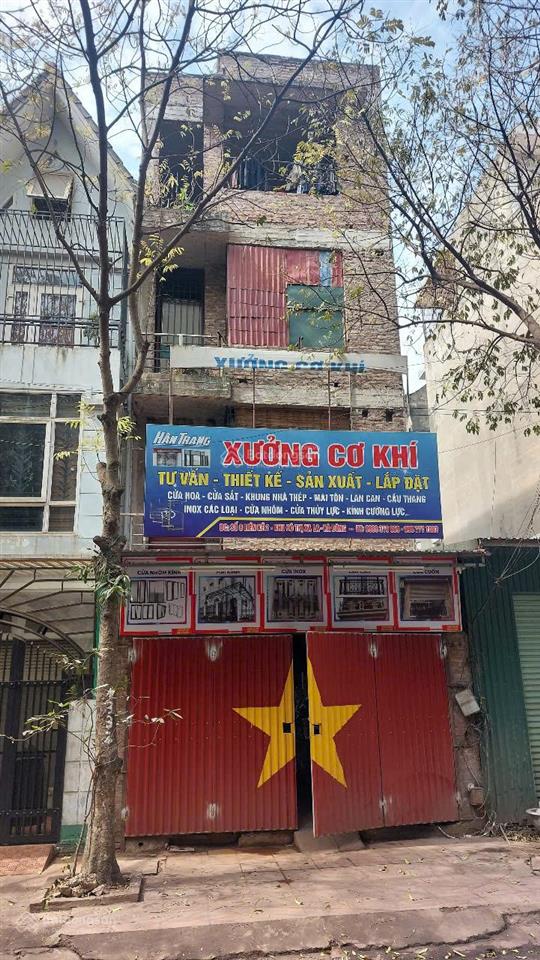 XƯỞNG CƠ KHÍ
HÂN TRANG
XƯỞNG CƠ KHÍ
TƯ VẤN - THIẾT KẾ - SẢN XUẤT - LẮP ĐẶT
CỬA HOA - CỬA SẮT - KHUNG NHÀ THÉP - MÁI TÔN - LAN CAN - CẦU THANG
INOX CÁC LOẠI - CỬA NHÔM - CỬA THỦY LỰC - KÍNH CƯỜNG LỰC...
CỬA NHÔM KÍNH
CỬA INOX
CUỐN